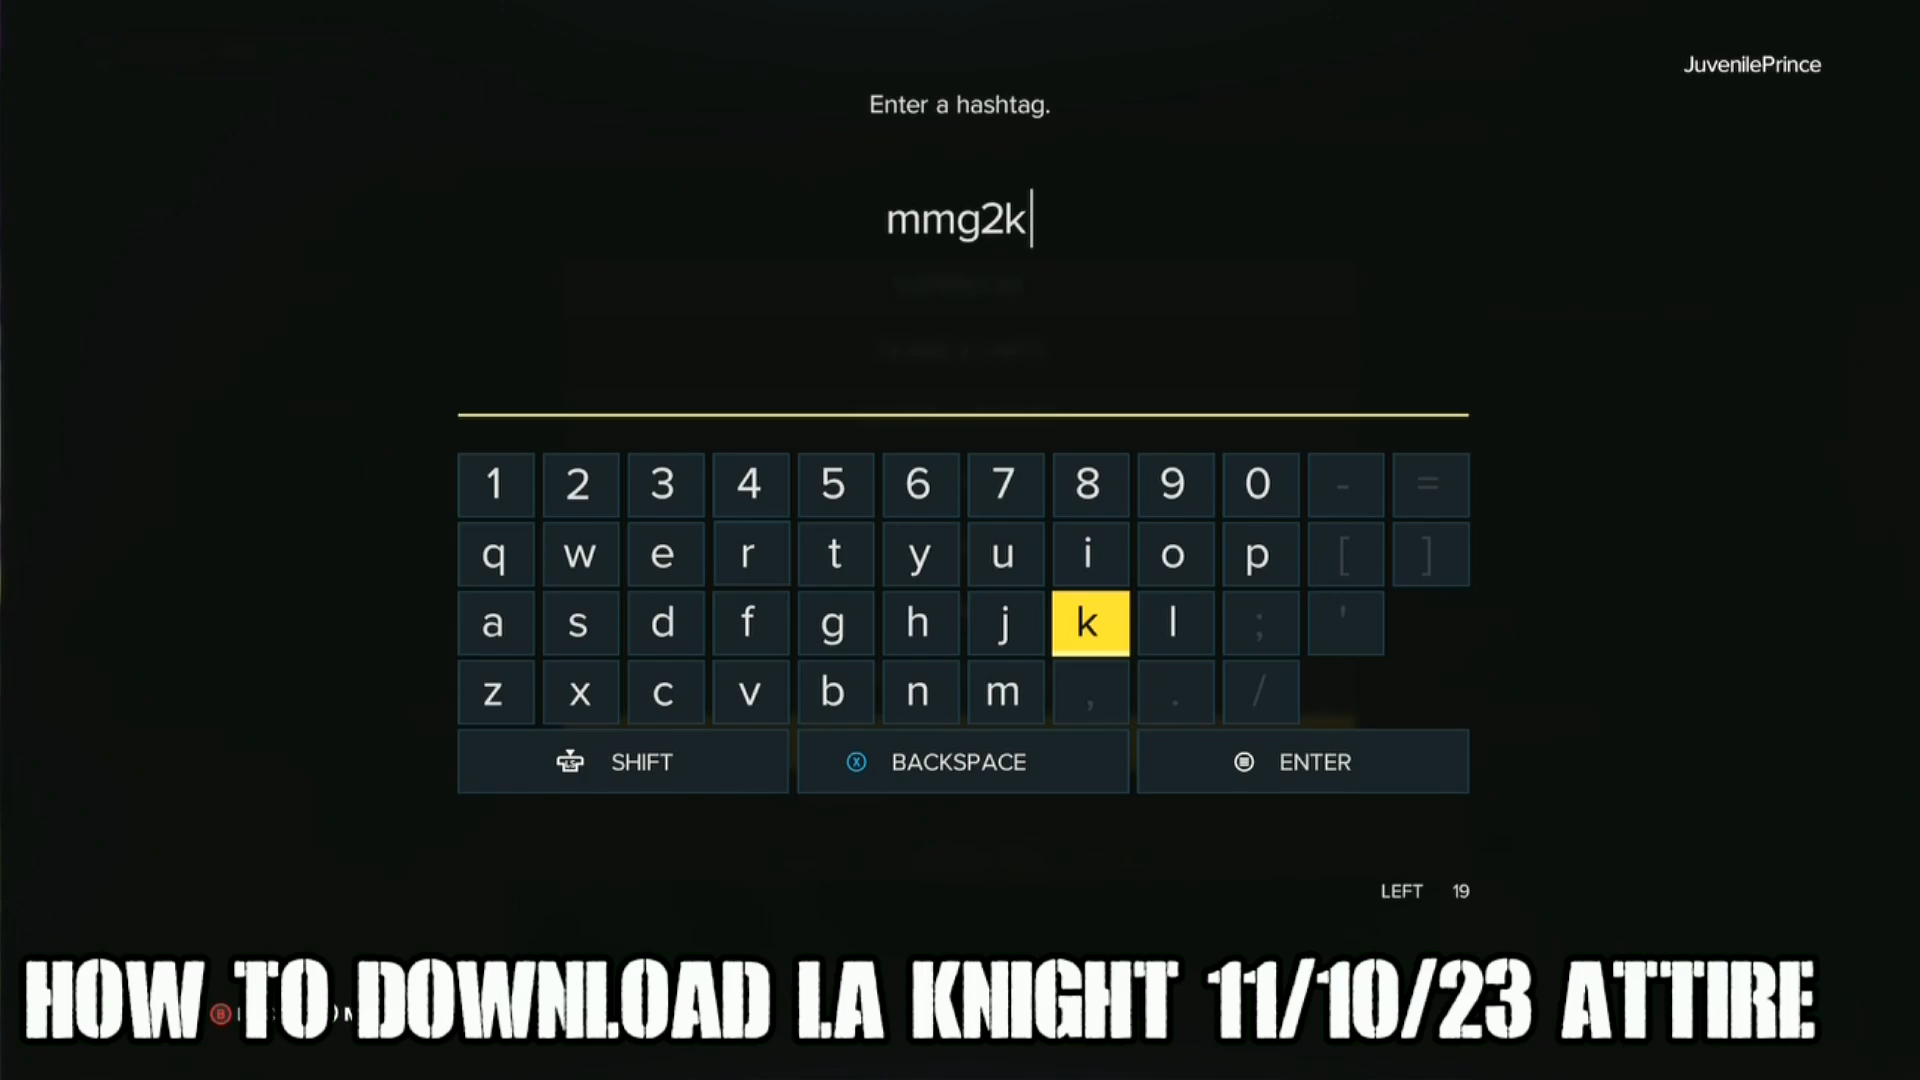 JuvenilePrince
Enter a hashtag.
mmg2k
1 2 3 4 5 6 7 8 9 0 - =
q w e r t y u i o p [ ]
a s d f g h j k l ; '
z x c v b n m , . /
LS SHIFT X BACKSPACE ENTER
LEFT 19
B
HOW TO DOWNLOAD LA KNIGHT 11/10/23 ATTIRE